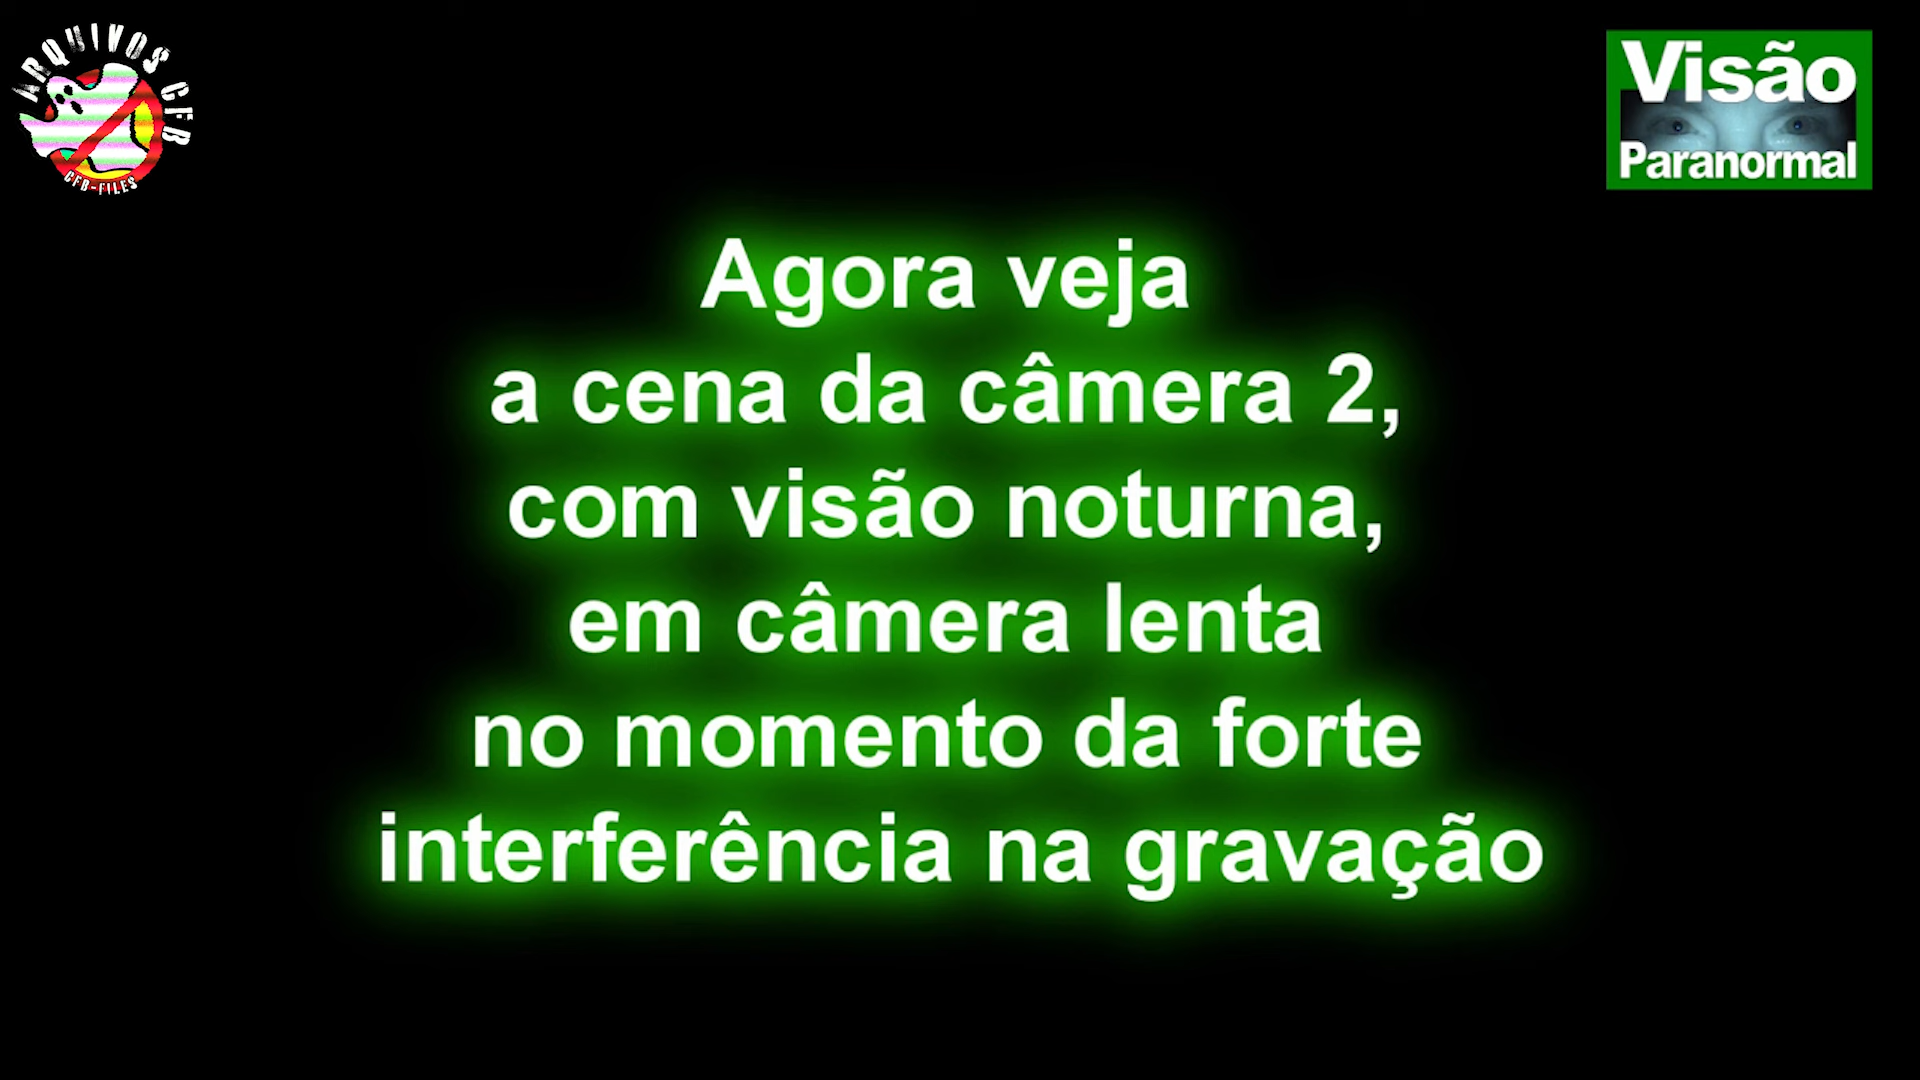 ARQUIVOS CFB
CFB-FILES
Visão
Paranormal
Agora veja
a cena da câmera 2,
com visão noturna,
em câmera lenta
no momento da forte
interferência na gravação